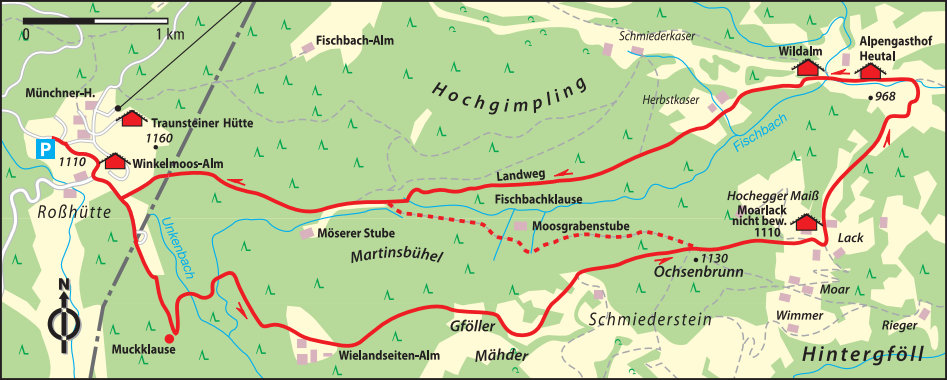 0
1 km
Fischbach-Alm
Schmiederkaser
Wildalm
Alpengasthof
Heutal
Münchner-H.
Hochgimpling
Herbstkaser
968
Traunsteiner Hütte
1160
Fischbach
P
1110
Winkelmoos-Alm
Landweg
Fischbachklause
Hochegger Maiß
Roßhütte
Moarlack
nicht bew.
1110
Möserer Stube
Moosgrabenstube
Lack
Unkenbach
Martinsbühel
1130
Ochsenbrunn
Moar
N
Wimmer
Gföller
Schmiederstein
Rieger
Muckklause
Wielandseiten-Alm
Mähder
Hintergföll